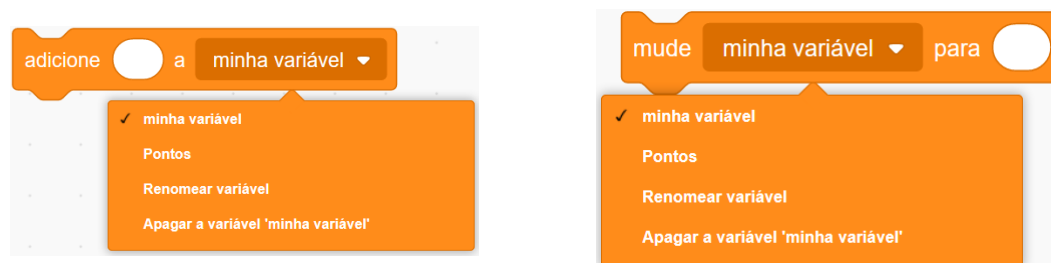 adicione a minha variável
✓ minha variável
Pontos
Renomear variável
Apagar a variável 'minha variável'
mude minha variável para
✓ minha variável
Pontos
Renomear variável
Apagar a variável 'minha variável'